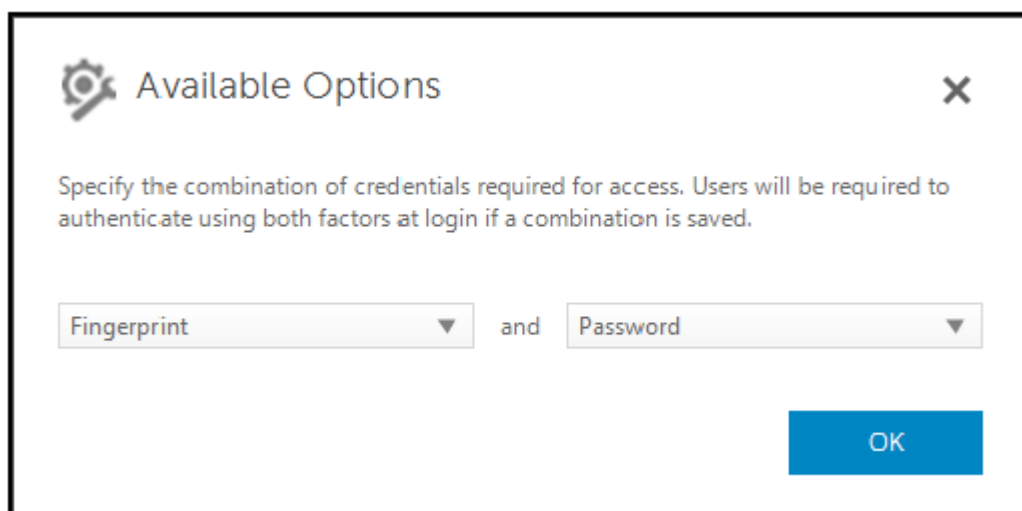 Available Options
Specify the combination of credentials required for access. Users will be required to
authenticate using both factors at login if a combination is saved.
Fingerprint and Password
OK